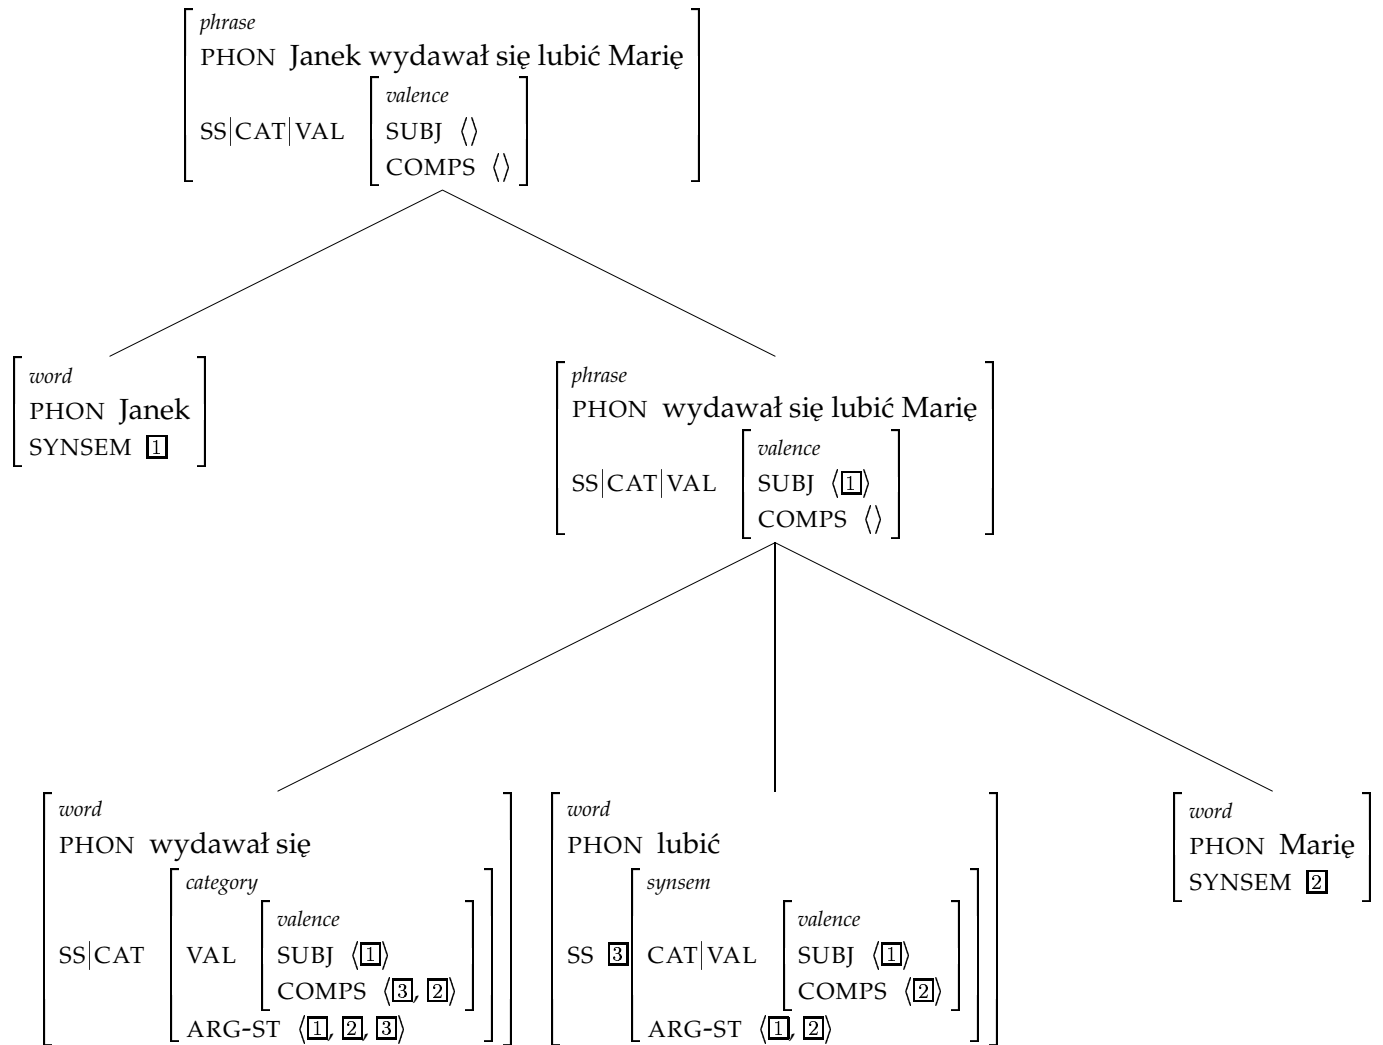 phrase
PHON Janek wydawał się lubić Marię
valence
SS|CAT|VAL SUBJ ⟨⟩
COMPS ⟨⟩
word
PHON Janek
SYNSEM 1
phrase
PHON wydawał się lubić Marię
valence
SS|CAT|VAL SUBJ ⟨1⟩
COMPS ⟨⟩
word
PHON wydawał się
category
valence
SS|CAT VAL SUBJ ⟨1⟩
COMPS ⟨3, 2⟩
ARG-ST ⟨1, 2, 3⟩
word
PHON lubić
synsem
valence
SS 3 CAT|VAL SUBJ ⟨1⟩
COMPS ⟨2⟩
ARG-ST ⟨1, 2⟩
word
PHON Marię
SYNSEM 2